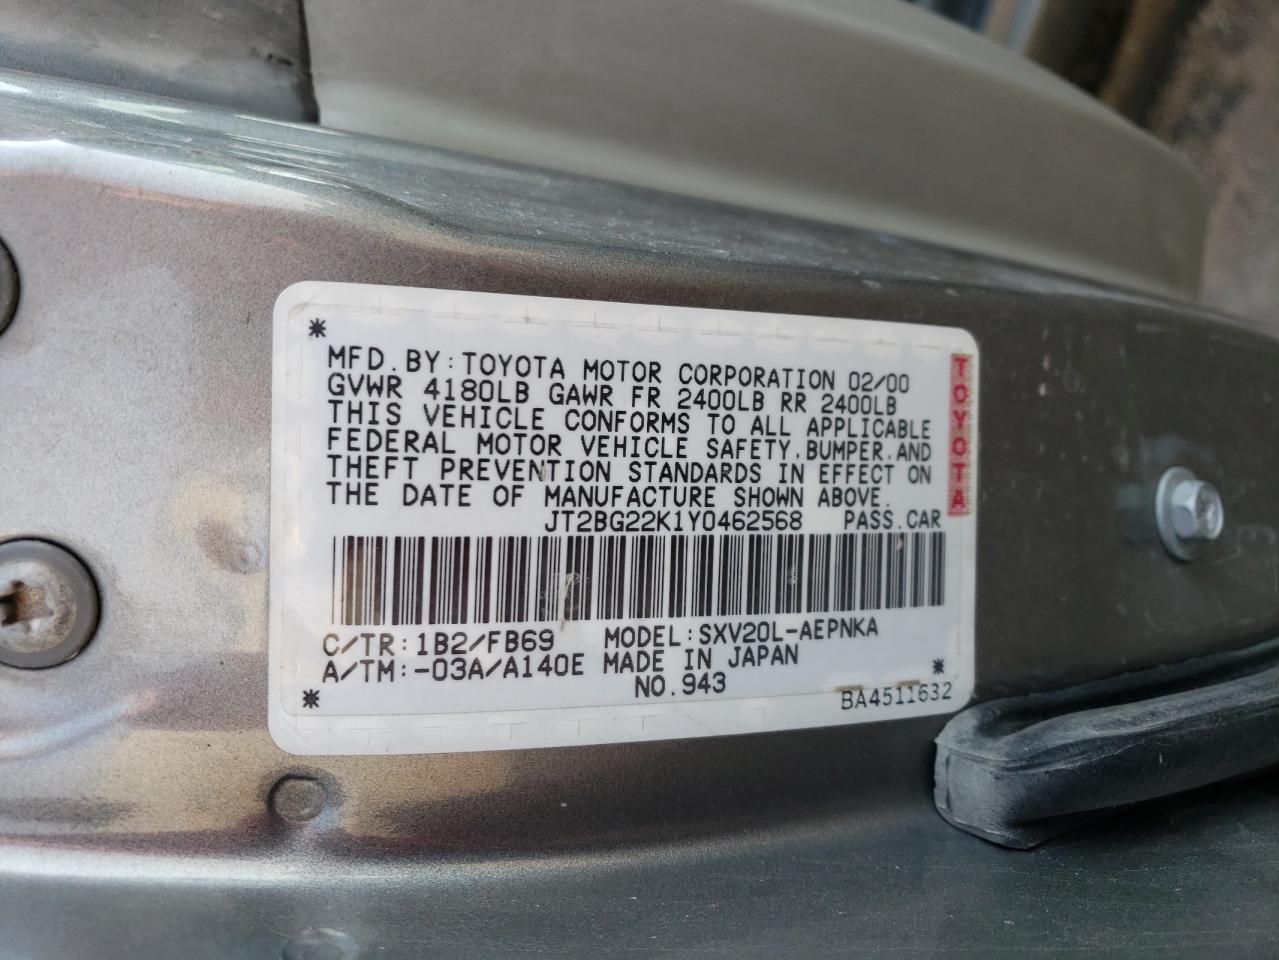 MFD.BY:TOYOTA MOTOR CORPORATION 02/00
GVWR 4180LB GAWR FR 2400LB RR 2400LB
THIS VEHICLE CONFORMS TO ALL APPLICABLE
FEDERAL MOTOR VEHICLE SAFETY,BUMPER,AND
THEFT PREVENTION STANDARDS IN EFFECT ON
THE DATE OF MANUFACTURE SHOWN ABOVE.
JT2BG22K1Y0462568 PASS.CAR
C/TR:1B2/FB69 MODEL:SXV20L-AEPNKA
A/TM:-03A/A140E MADE IN JAPAN
NO.943
BA4511632
TOYOTA